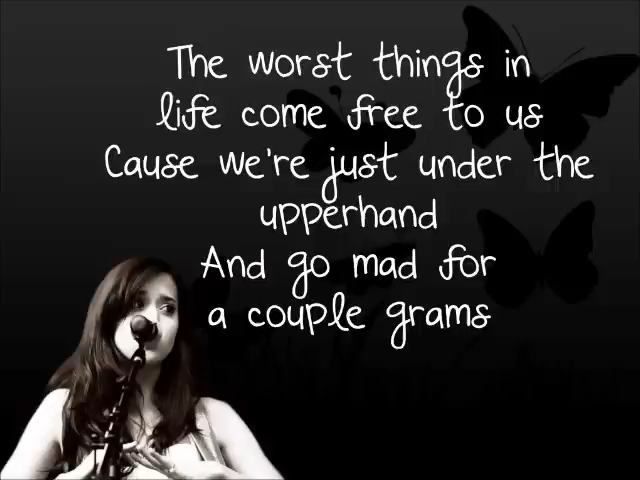 The worst things in
life come free to us
Cause we're just under the
upperhand
And go mad for
a couple grams